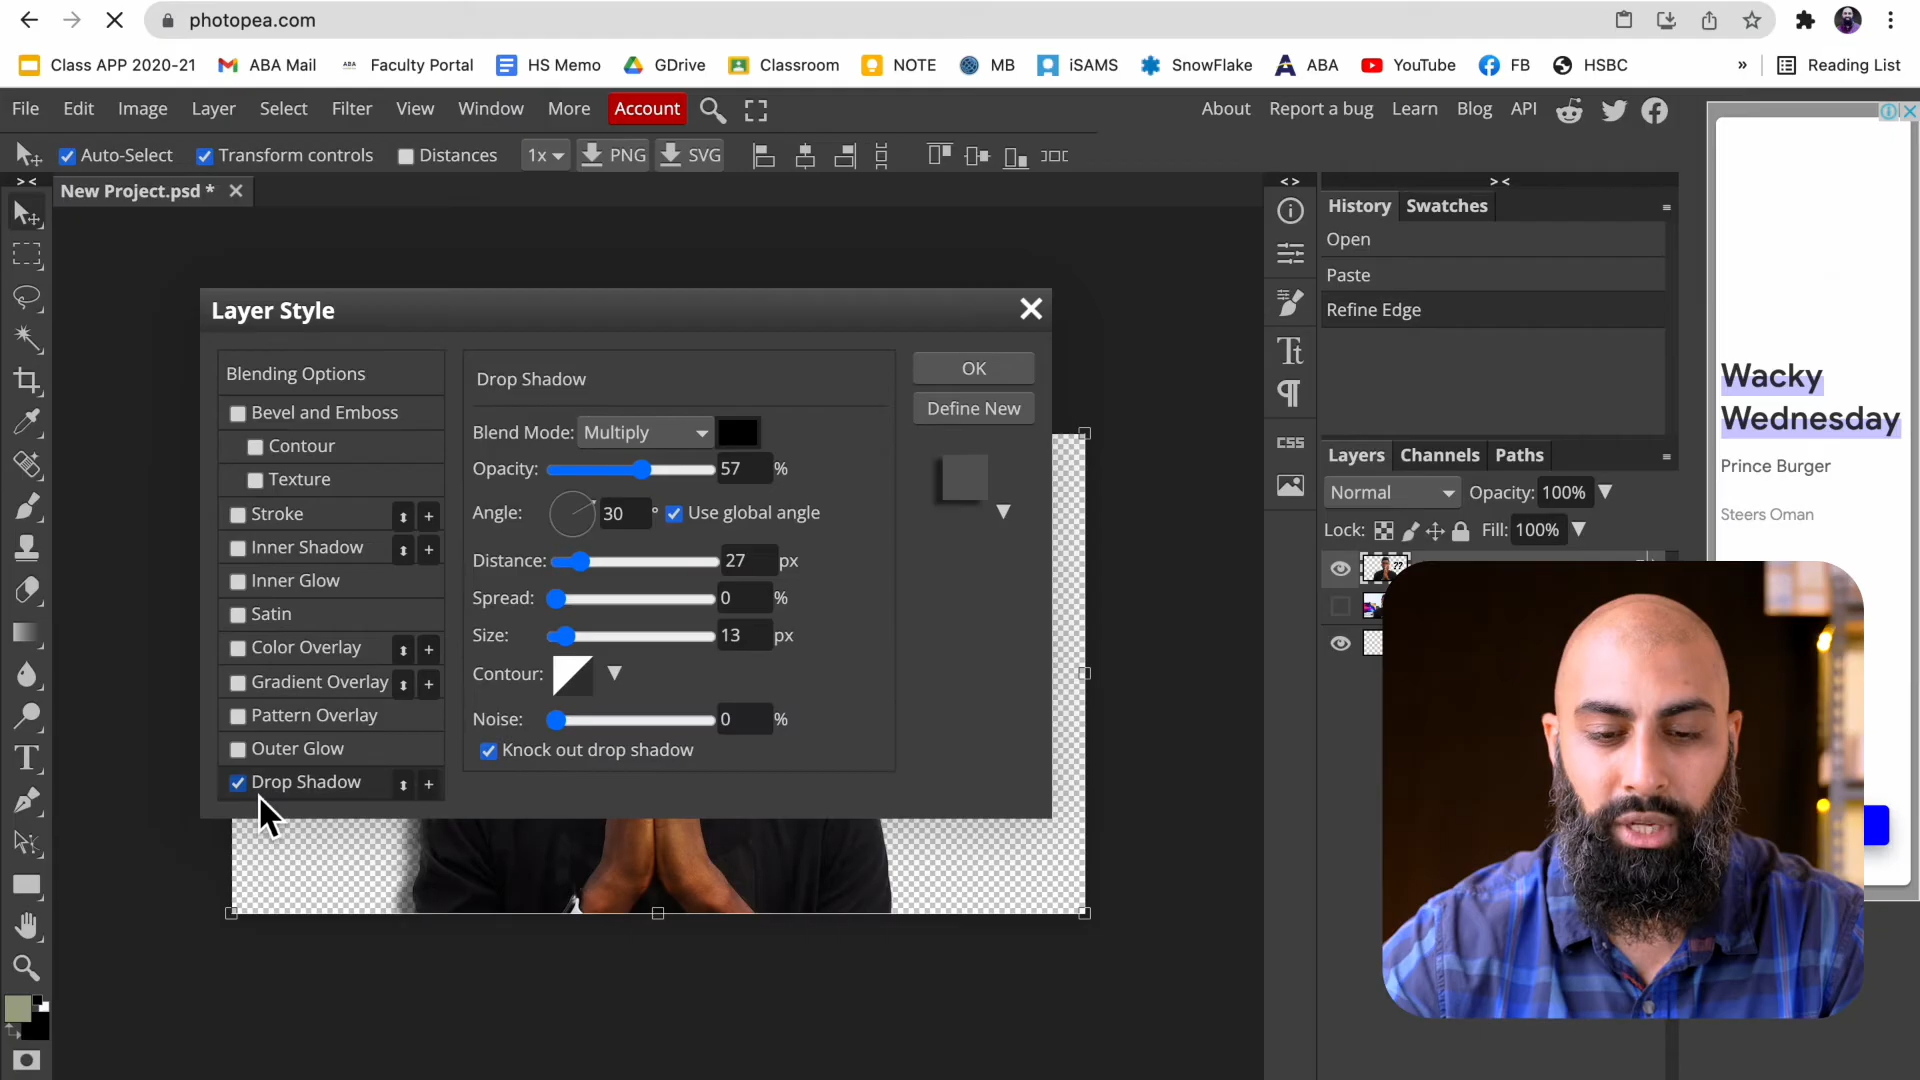 photopea.com
Class APP 2020-21 ABA Mail ABA Faculty Portal HS Memo GDrive Classroom NOTE MB iSAMS SnowFlake ABA YouTube FB HSBC » Reading List
File Edit Image Layer Select Filter View Window More Account About Report a bug Learn Blog API
Auto-Select Transform controls Distances 1x PNG SVG
New Project.psd *
History Swatches
Open
Paste
Refine Edge
Layer Style
Blending Options
Bevel and Emboss
Contour
Texture
Stroke +
Inner Shadow +
Inner Glow
Satin
Color Overlay +
Gradient Overlay +
Pattern Overlay
Outer Glow
Drop Shadow +
Drop Shadow
Blend Mode: Multiply
Opacity: 57 %
Angle: 30 ° Use global angle
Distance: 27 px
Spread: 0 %
Size: 13 px
Contour:
Noise: 0 %
Knock out drop shadow
OK
Define New
Tt
¶
CSS
Layers Channels Paths
Normal Opacity: 100%
Lock: Fill: 100%
??
T
Wacky
Wednesday
Prince Burger
Steers Oman